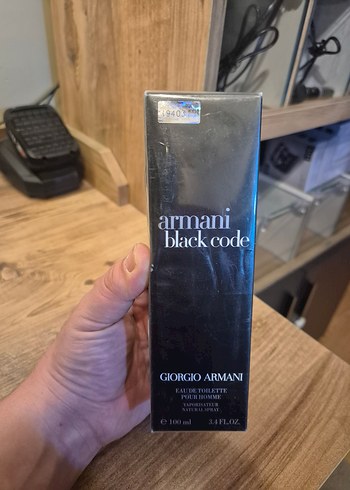 armani
black code
GIORGIO ARMANI
EAU DE TOILETTE
POUR HOMME
VAPORISATEUR
NATURAL SPRAY
℮ 100 ml 3.4 FL.OZ.